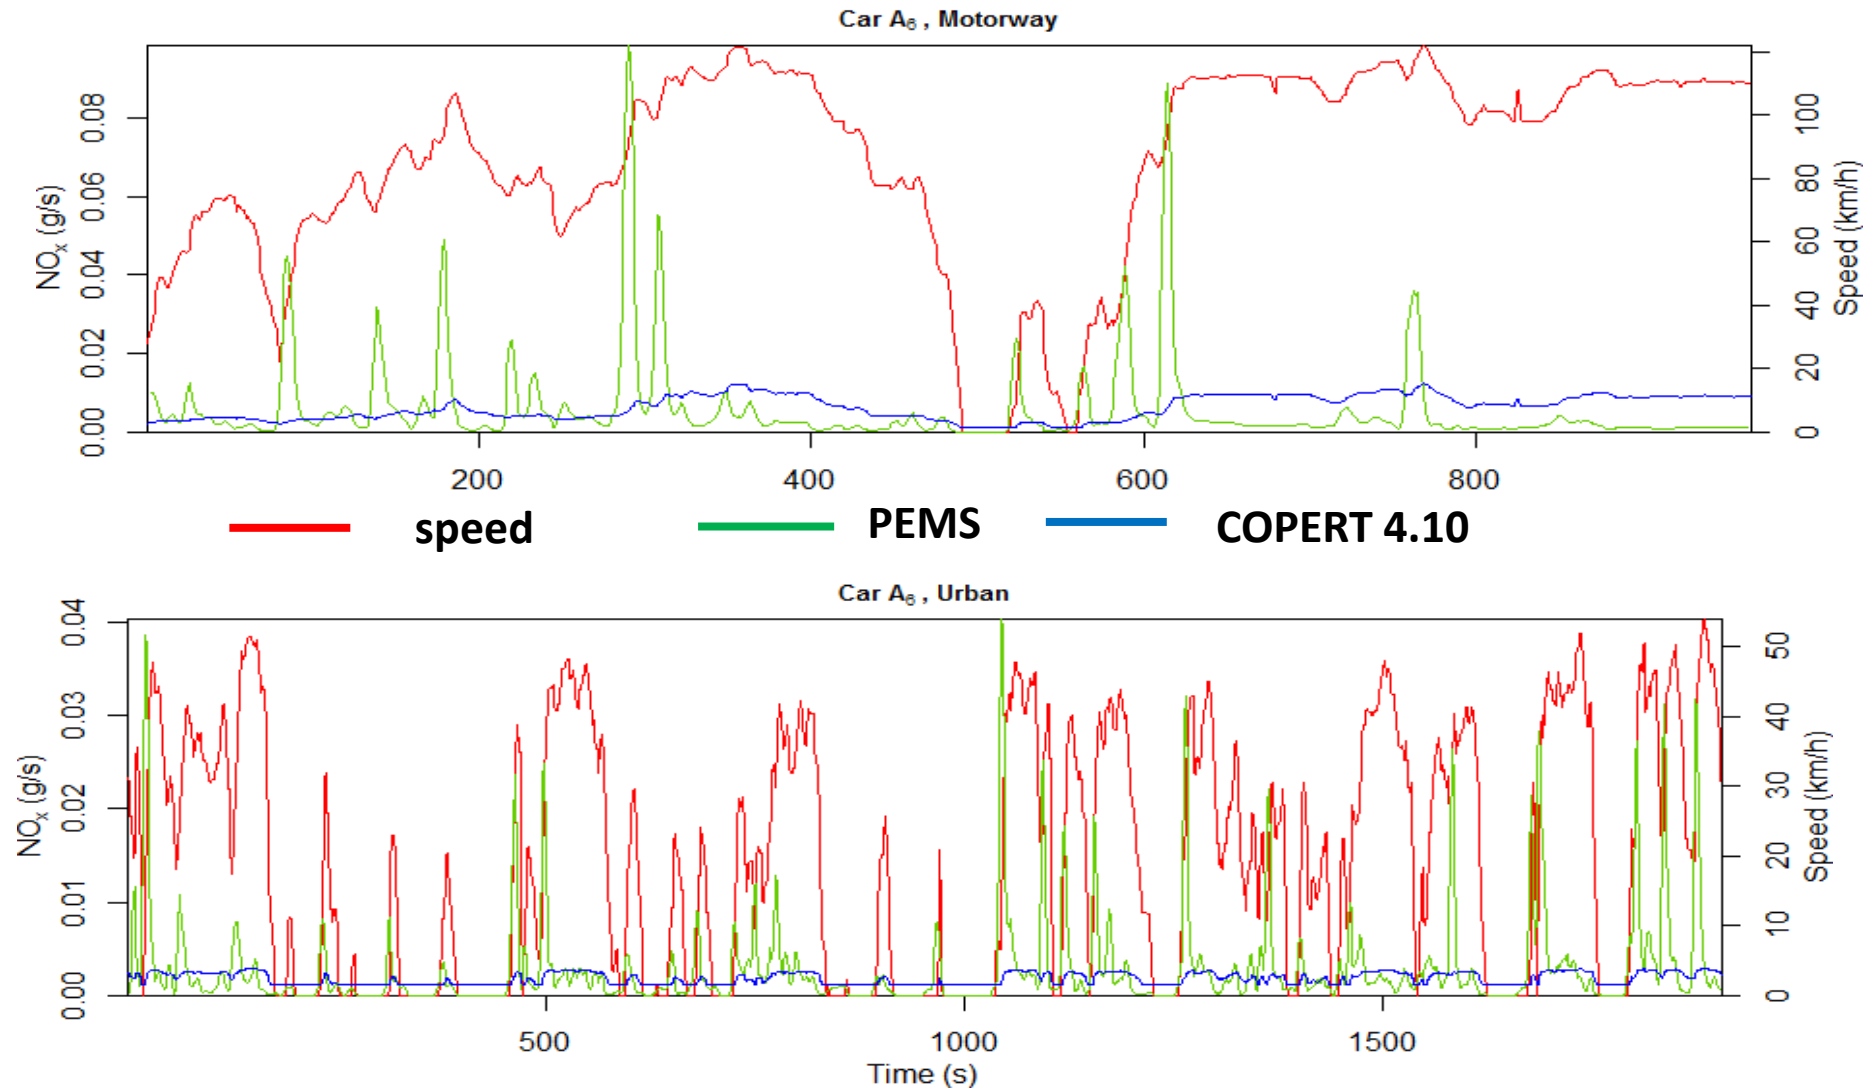 Car A₆ , Motorway
NOₓ (g/s)
0.00 0.02 0.04 0.06 0.08
0 20 40 60 80 100
Speed (km/h)
200 400 600 800
speed PEMS COPERT 4.10
Car A₆ , Urban
NOₓ (g/s)
0.00 0.01 0.02 0.03 0.04
0 10 20 30 40 50
Speed (km/h)
500 1000 1500
Time (s)